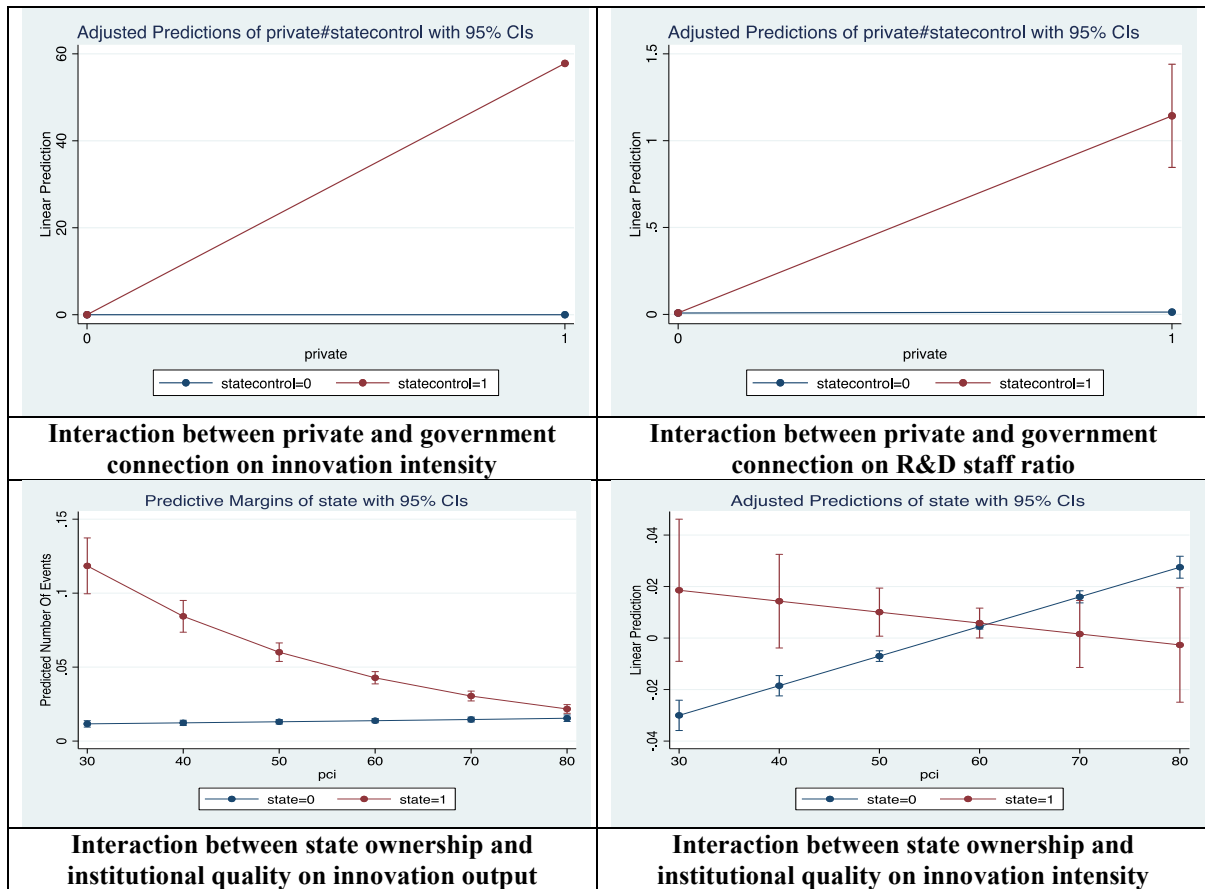 Adjusted Predictions of private#statecontrol with 95% CIs
Linear Prediction
60
40
20
0
0 1
private
statecontrol=0 statecontrol=1
Interaction between private and government
connection on innovation intensity
Adjusted Predictions of private#statecontrol with 95% CIs
Linear Prediction
1.5
1
.5
0
0 1
private
statecontrol=0 statecontrol=1
Interaction between private and government
connection on R&D staff ratio
Predictive Margins of state with 95% CIs
Predicted Number Of Events
.15
.1
.05
0
30 40 50 60 70 80
pci
state=0 state=1
Interaction between state ownership and
institutional quality on innovation output
Adjusted Predictions of state with 95% CIs
Linear Prediction
.04
.02
0
-.02
-.04
30 40 50 60 70 80
pci
state=0 state=1
Interaction between state ownership and
institutional quality on innovation intensity